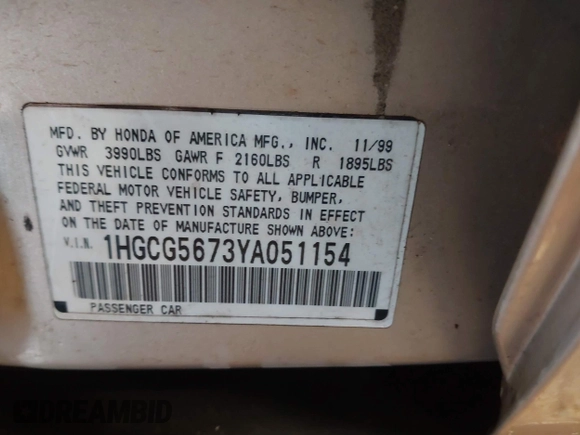 MFD. BY HONDA OF AMERICA MFG., INC. 11/99
GVWR 3990LBS GAWR F 2160LBS R 1895LBS
THIS VEHICLE CONFORMS TO ALL APPLICABLE
FEDERAL MOTOR VEHICLE SAFETY, BUMPER,
AND THEFT PREVENTION STANDARDS IN EFFECT
ON THE DATE OF MANUFACTURE SHOWN ABOVE:
V.I.N. 1HGCG5673YA051154
PASSENGER CAR
DREAMBID